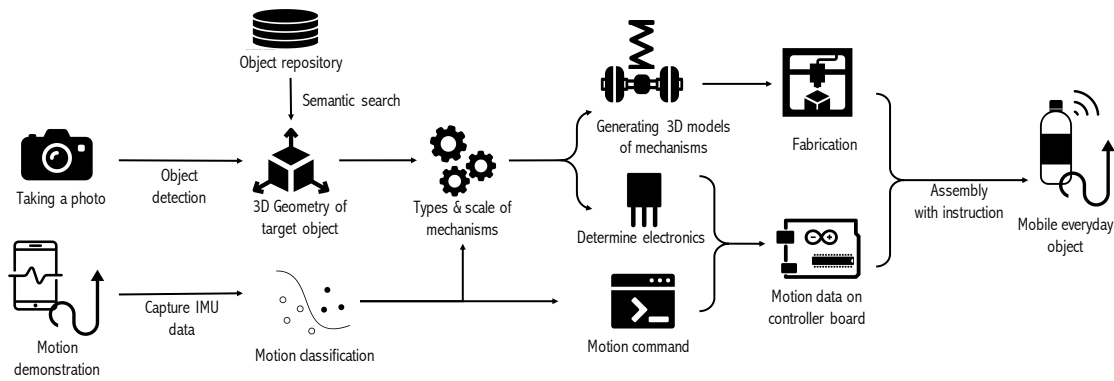 Object repository
Semantic search
Taking a photo
Object
detection
3D Geometry of
target object
Types & scale of
mechanisms
Generating 3D models
of mechanisms
Fabrication
Determine electronics
Assembly
with instruction
Mobile everyday
object
Motion
demonstration
Capture IMU
data
Motion classification
Motion command
Motion data on
controller board